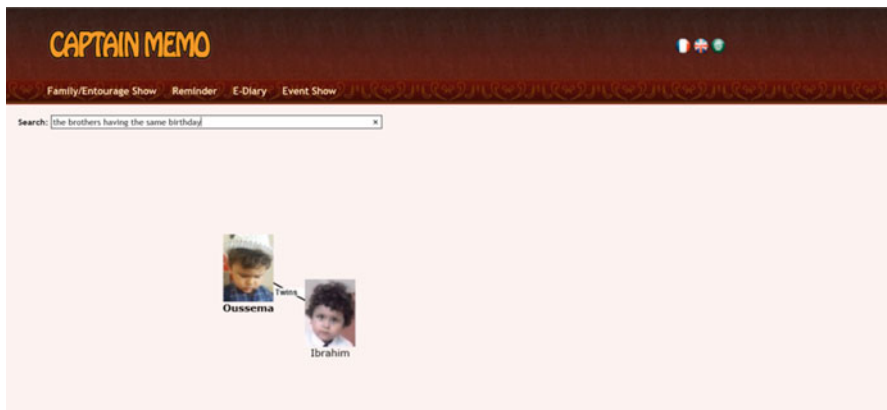 CAPTAIN MEMO
Family/Entourage Show Reminder E-Diary Event Show
Search: the brothers having the same birthday ×
Twins
Oussema
Ibrahim